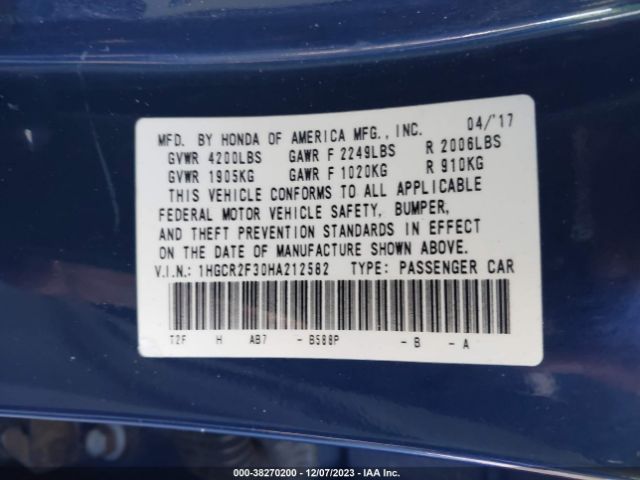 MFD. BY HONDA OF AMERICA MFG., INC. 04/'17
GVWR 4200LBS GAWR F 2249LBS R 2006LBS
GVWR 1905KG GAWR F 1020KG R 910KG
THIS VEHICLE CONFORMS TO ALL APPLICABLE
FEDERAL MOTOR VEHICLE SAFETY, BUMPER,
AND THEFT PREVENTION STANDARDS IN EFFECT
ON THE DATE OF MANUFACTURE SHOWN ABOVE.
V.I.N.: 1HGCR2F30HA212582 TYPE: PASSENGER CAR
T2F H AB7 - B588P - B - A
000-38270200 - 12/07/2023 - IAA Inc.